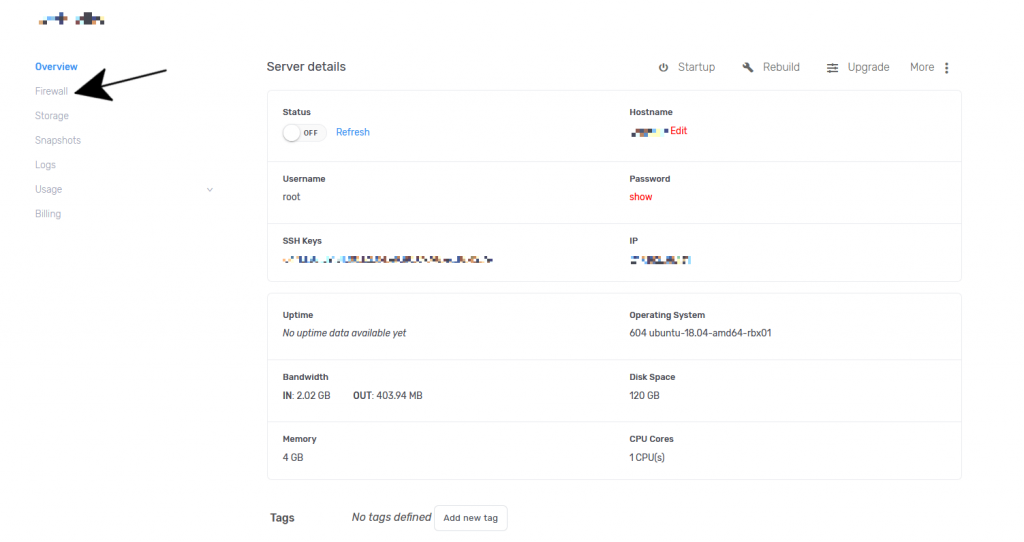 Overview
Firewall
Storage
Snapshots
Logs
Usage
Billing
Server details
Startup
Rebuild
Upgrade
More
Status
OFF
Refresh
Hostname
Edit
Username
root
Password
show
SSH Keys
IP
Uptime
No uptime data available yet
Operating System
604 ubuntu-18.04-amd64-rbx01
Bandwidth
IN: 2.02 GB OUT: 403.94 MB
Disk Space
120 GB
Memory
4 GB
CPU Cores
1 CPU(s)
Tags
No tags defined
Add new tag